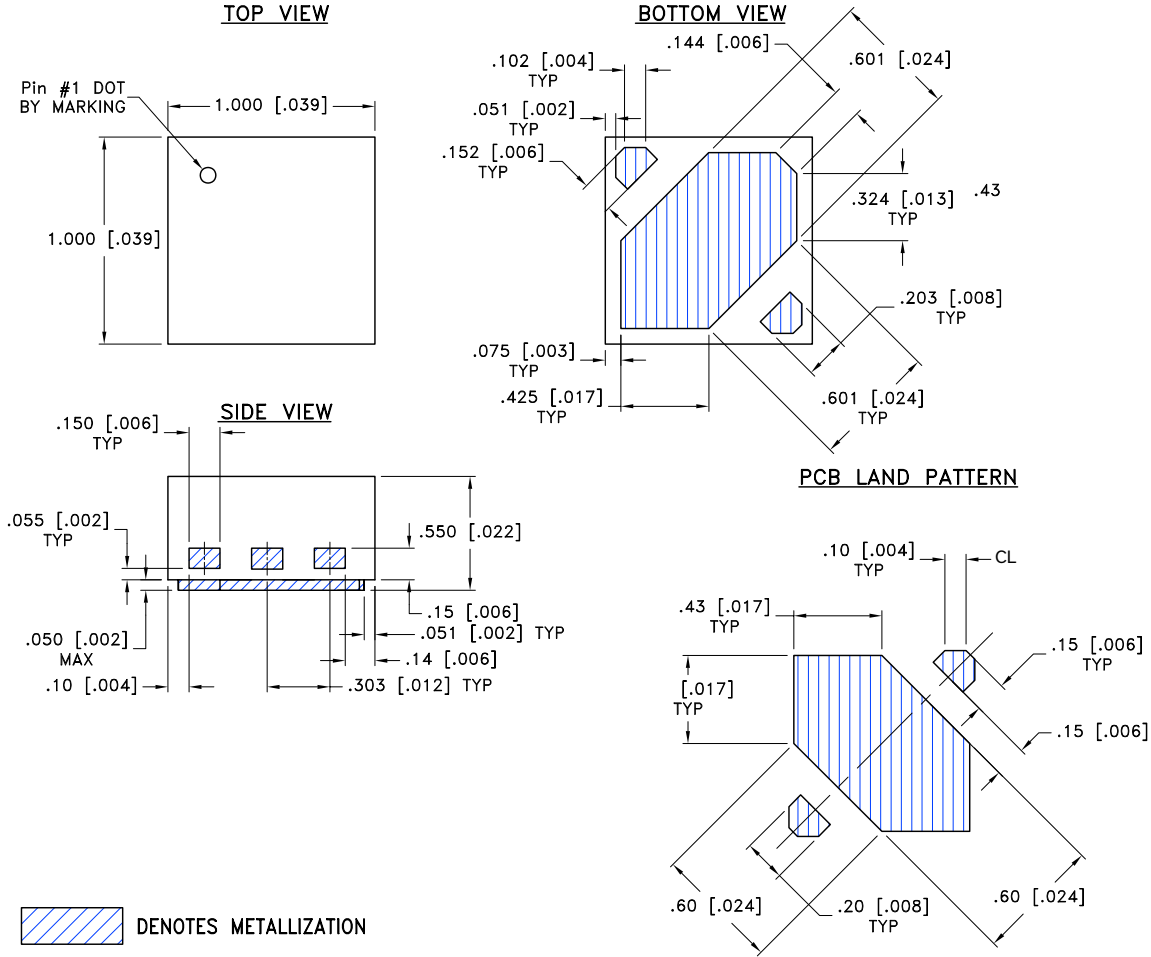 TOP VIEW
Pin #1 DOT
BY MARKING
1.000 [.039]
1.000 [.039]
BOTTOM VIEW
.144 [.006]
.601 [.024]
.102 [.004]
TYP
.051 [.002]
TYP
.152 [.006]
TYP
.324 [.013]
TYP
.43
.203 [.008]
TYP
.075 [.003]
TYP
.425 [.017]
TYP
.601 [.024]
TYP
SIDE VIEW
.150 [.006]
TYP
.055 [.002]
TYP
.550 [.022]
.050 [.002]
MAX
.15 [.006]
.051 [.002] TYP
.14 [.006]
.10 [.004]
.303 [.012] TYP
PCB LAND PATTERN
.10 [.004]
TYP
CL
.43 [.017]
TYP
.15 [.006]
TYP
[.017]
TYP
.15 [.006]
.60 [.024]
.20 [.008]
TYP
.60 [.024]
DENOTES METALLIZATION